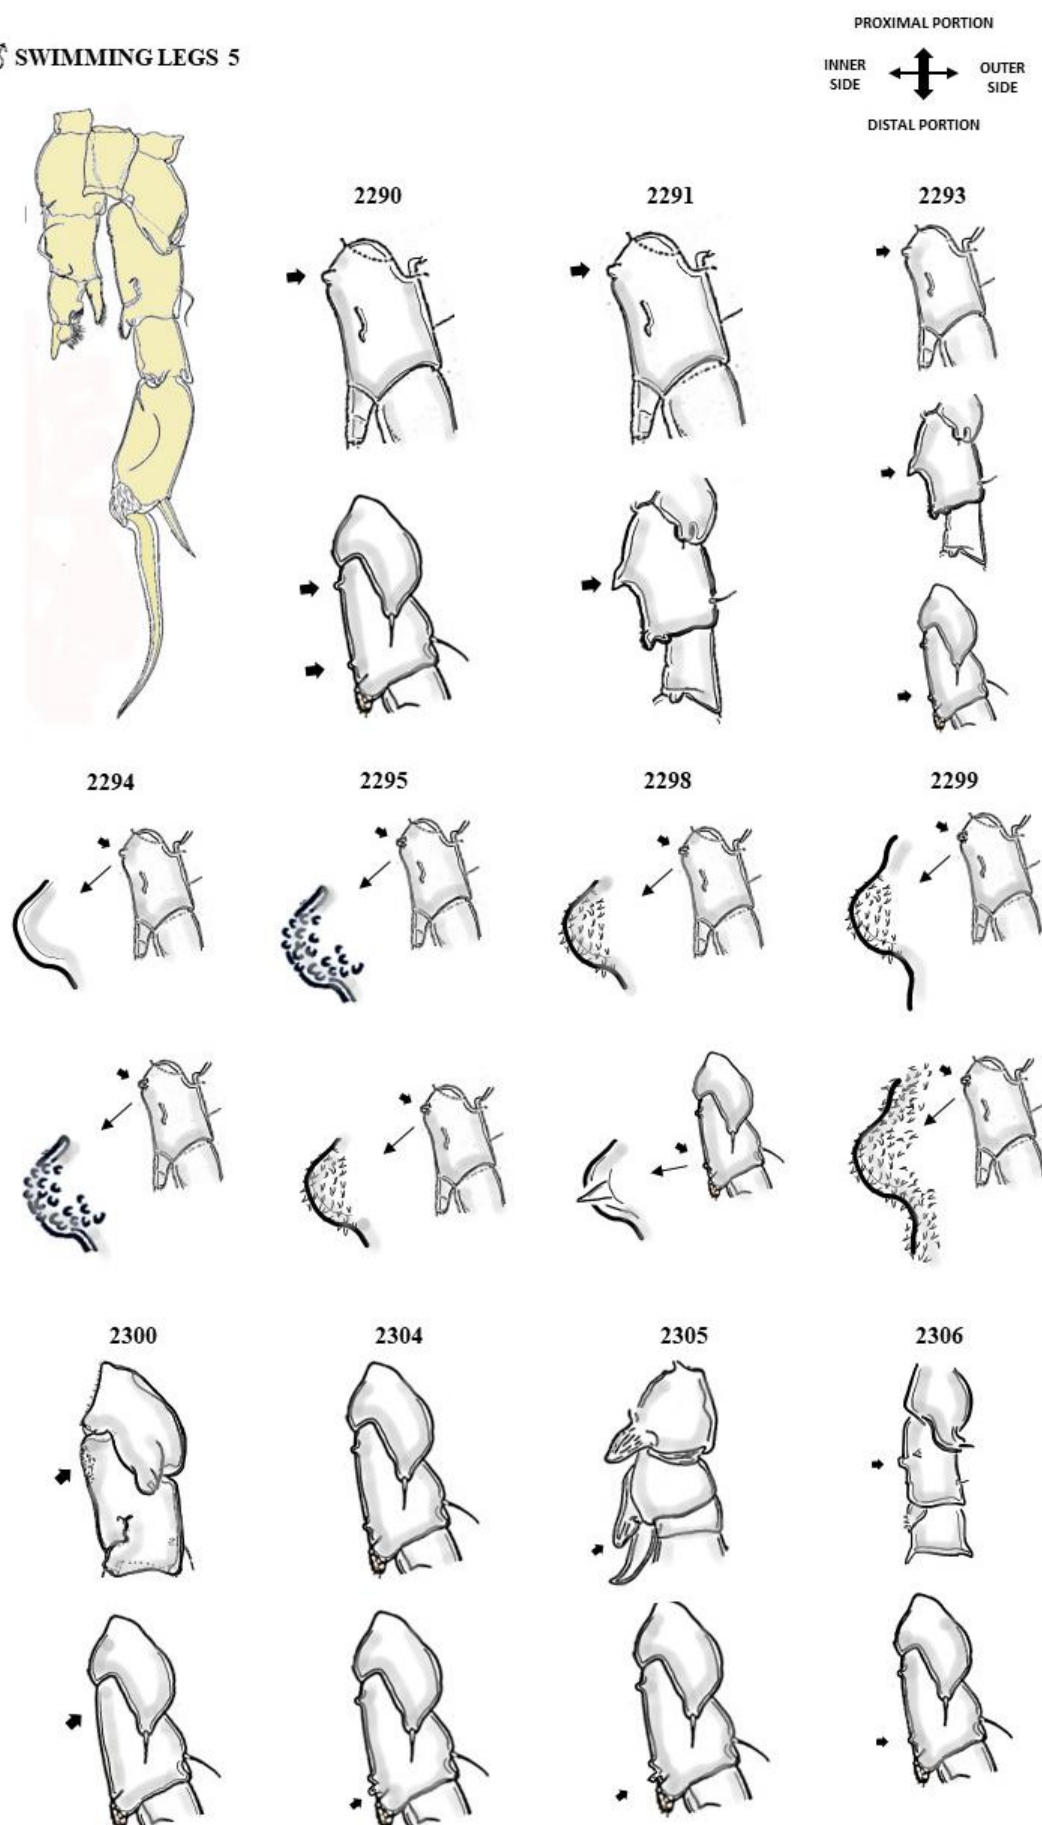 PROXIMAL PORTION
♂ SWIMMING LEGS 5
INNER SIDE
OUTER SIDE
DISTAL PORTION
2290 2291 2293
2294 2295 2298 2299
2300 2304 2305 2306